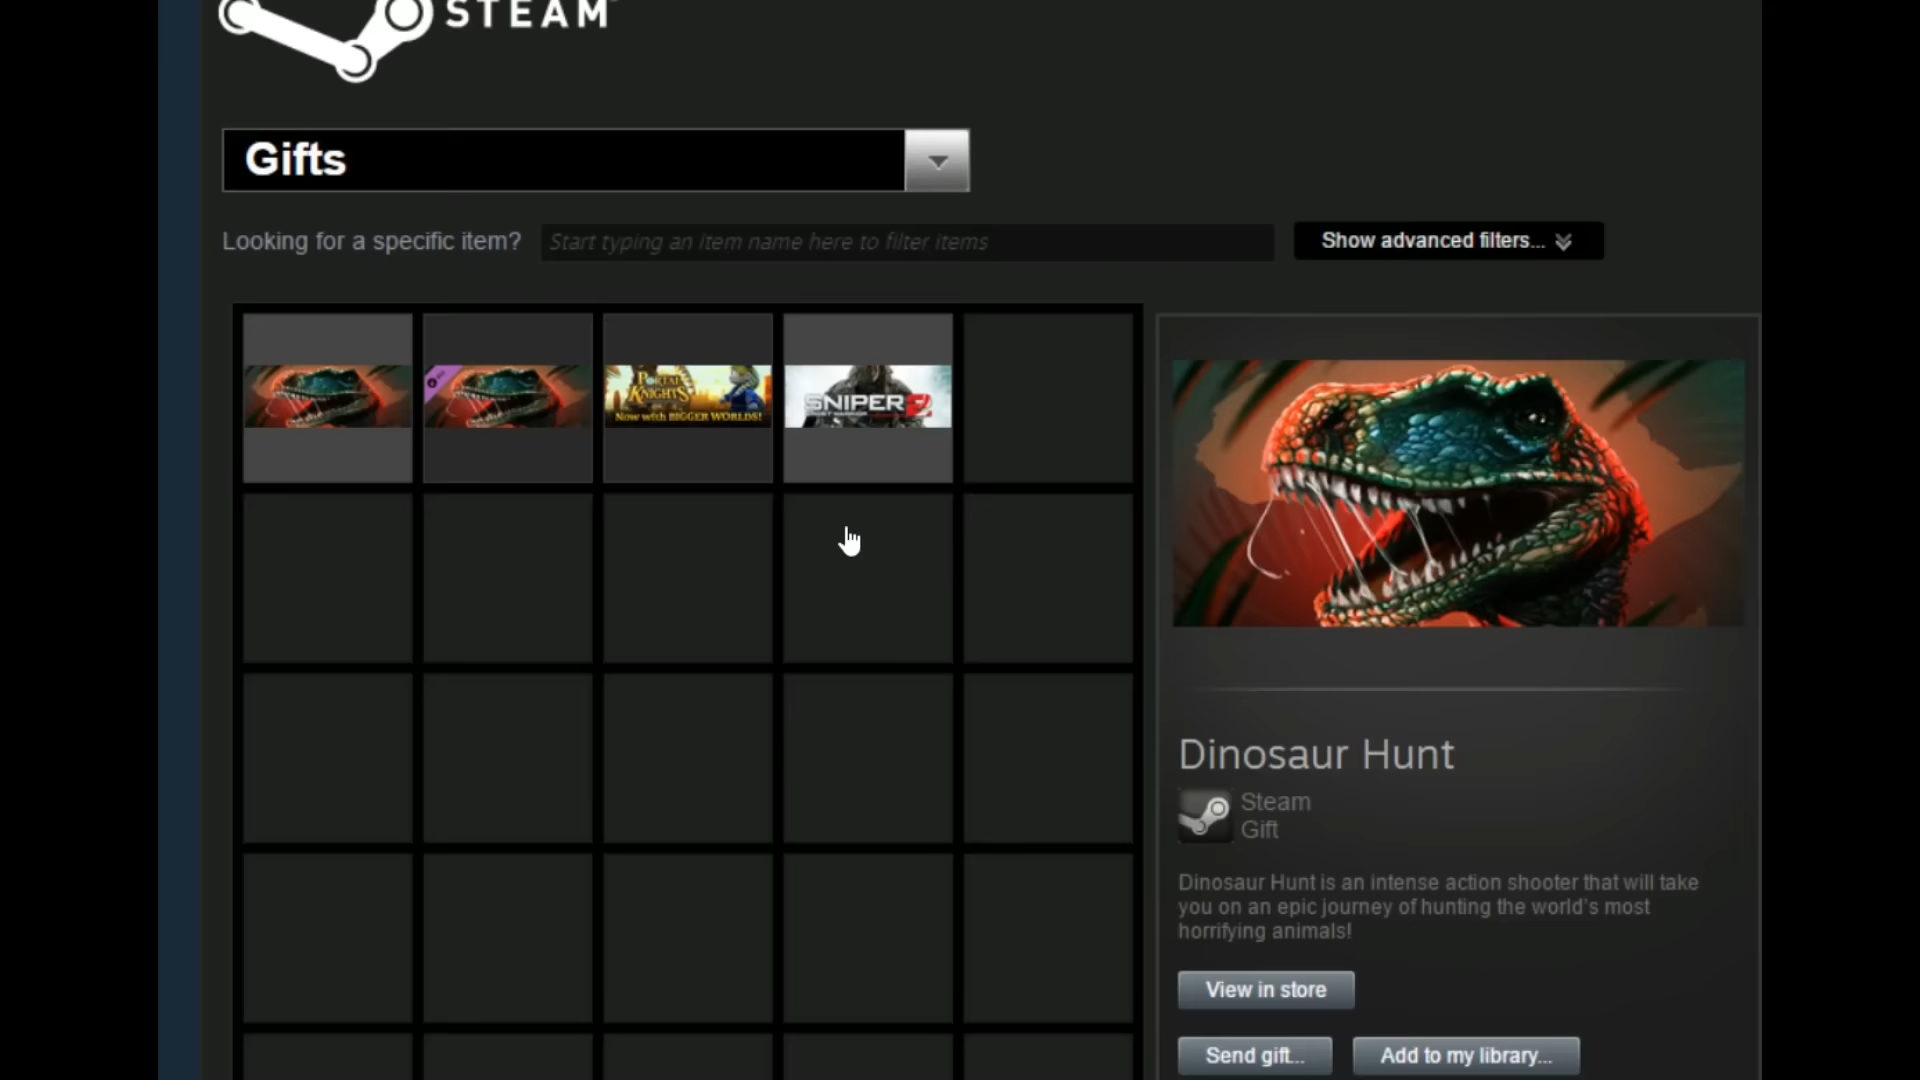 STEAM
Gifts
Looking for a specific item?
Start typing an item name here to filter items
Show advanced filters...
PORTAL
KNIGHTS
Now with BIGGER WORLDS!
SNIPER 2
Dinosaur Hunt
Steam
Gift
Dinosaur Hunt is an intense action shooter that will take
you on an epic journey of hunting the world's most
horrifying animals!
View in store
Send gift...
Add to my library...